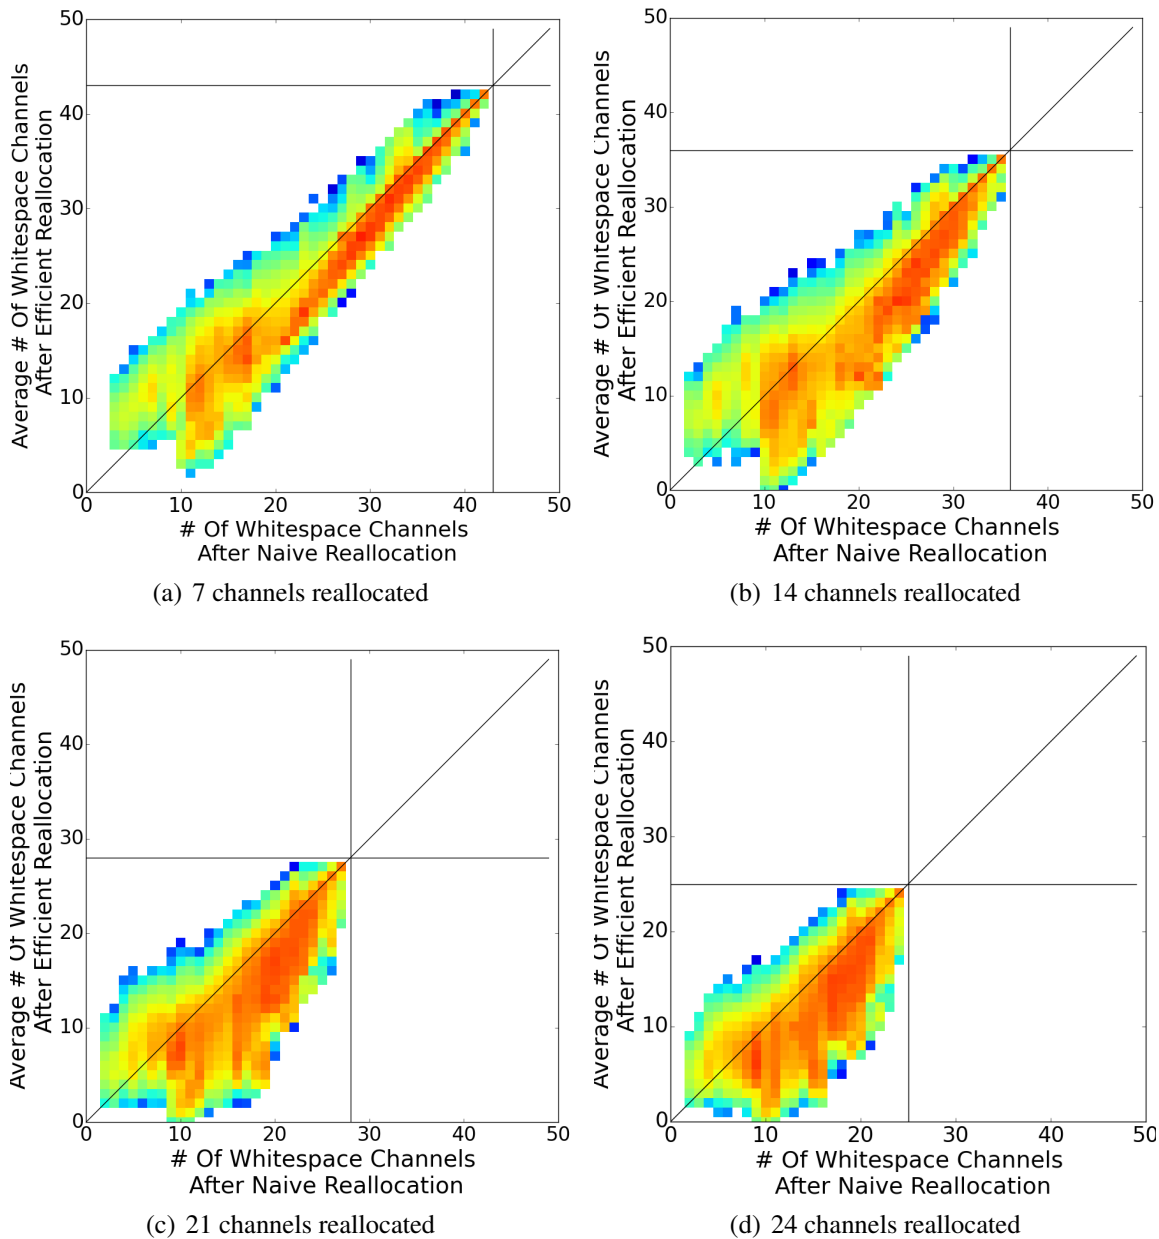 50
40
30
20
10
0
0 10 20 30 40 50
Average # Of Whitespace Channels
After Efficient Reallocation
# Of Whitespace Channels
After Naive Reallocation
(a) 7 channels reallocated
50
40
30
20
10
0
0 10 20 30 40 50
Average # Of Whitespace Channels
After Efficient Reallocation
# Of Whitespace Channels
After Naive Reallocation
(b) 14 channels reallocated
50
40
30
20
10
0
0 10 20 30 40 50
Average # Of Whitespace Channels
After Efficient Reallocation
# Of Whitespace Channels
After Naive Reallocation
(c) 21 channels reallocated
50
40
30
20
10
0
0 10 20 30 40 50
Average # Of Whitespace Channels
After Efficient Reallocation
# Of Whitespace Channels
After Naive Reallocation
(d) 24 channels reallocated